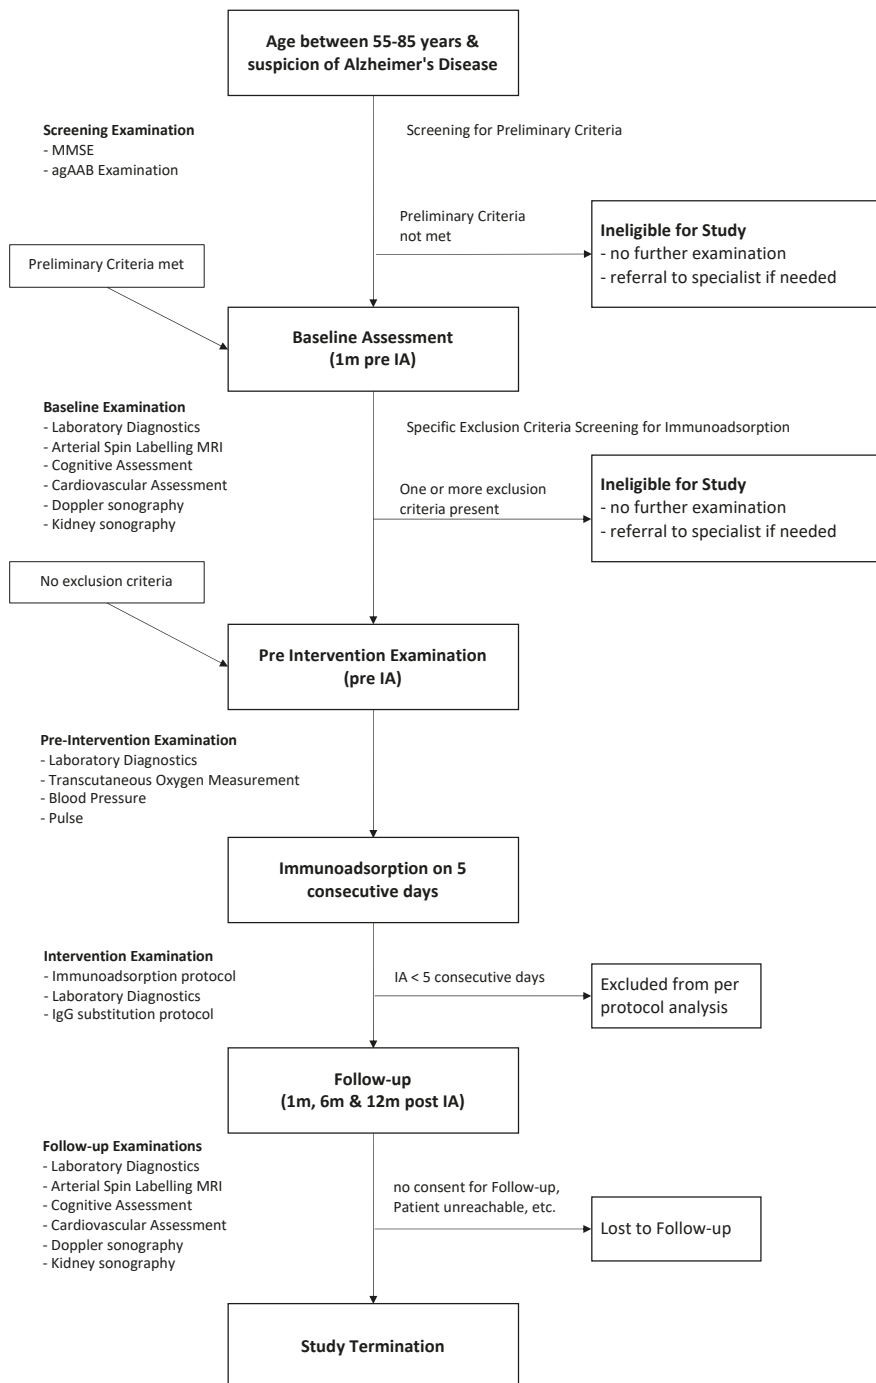 Age between 55-85 years &
suspicion of Alzheimer's Disease
Screening Examination
- MMSE
- agAAB Examination
Screening for Preliminary Criteria
Preliminary Criteria
not met
Ineligible for Study
- no further examination
- referral to specialist if needed
Preliminary Criteria met
Baseline Assessment
(1m pre IA)
Baseline Examination
- Laboratory Diagnostics
- Arterial Spin Labelling MRI
- Cognitive Assessment
- Cardiovascular Assessment
- Doppler sonography
- Kidney sonography
Specific Exclusion Criteria Screening for Immunoadsorption
One or more exclusion
criteria present
Ineligible for Study
- no further examination
- referral to specialist if needed
No exclusion criteria
Pre Intervention Examination
(pre IA)
Pre-Intervention Examination
- Laboratory Diagnostics
- Transcutaneous Oxygen Measurement
- Blood Pressure
- Pulse
Immunoadsorption on 5
consecutive days
Intervention Examination
- Immunoadsorption protocol
- Laboratory Diagnostics
- IgG substitution protocol
IA < 5 consecutive days
Excluded from per
protocol analysis
Follow-up
(1m, 6m & 12m post IA)
Follow-up Examinations
- Laboratory Diagnostics
- Arterial Spin Labelling MRI
- Cognitive Assessment
- Cardiovascular Assessment
- Doppler sonography
- Kidney sonography
no consent for Follow-up,
Patient unreachable, etc.
Lost to Follow-up
Study Termination